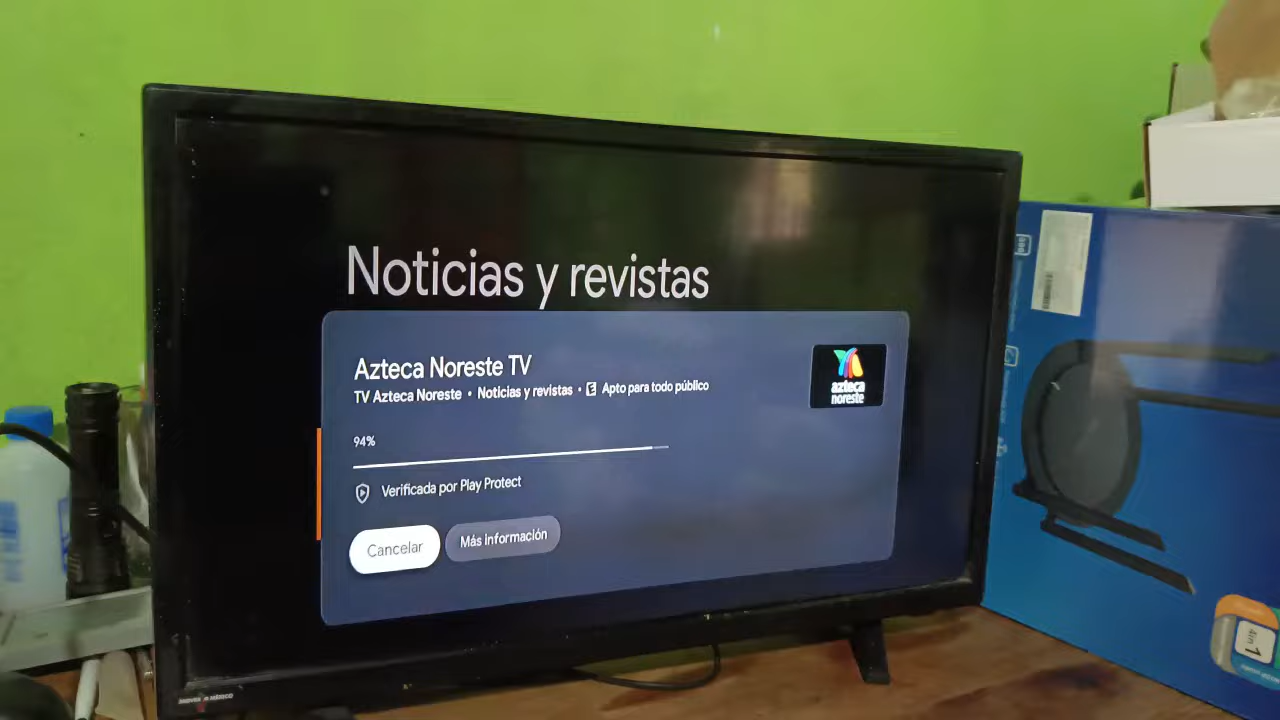 Noticias y revistas
Azteca Noreste TV
TV Azteca Noreste • Noticias y revistas • E Apto para todo público
azteca
noreste
94%
Verificada por Play Protect
Cancelar
Más información
4in1